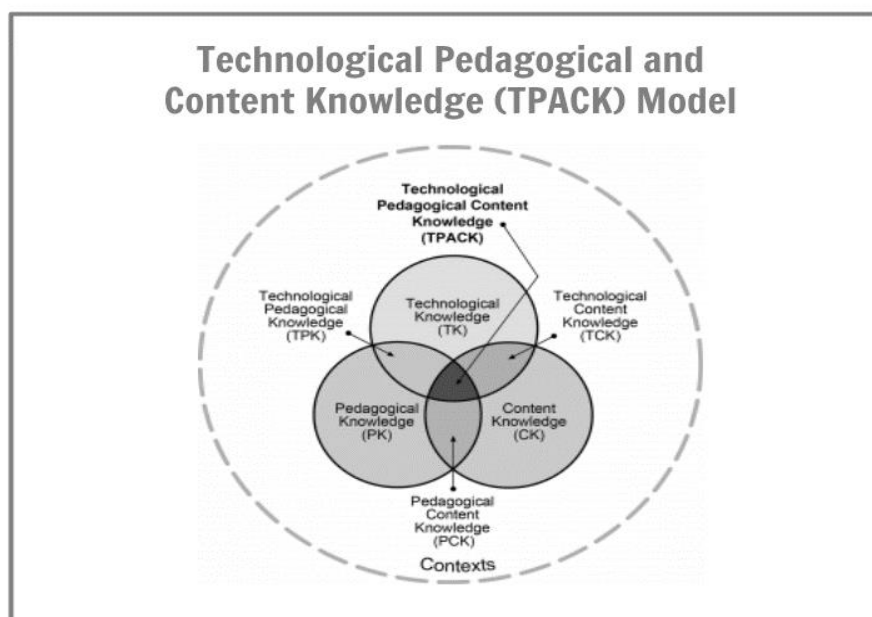 Technological Pedagogical and
Content Knowledge (TPACK) Model
Technological
Pedagogical Content
Knowledge
(TPACK)
Technological
Pedagogical
Knowledge
(TPK)
Technological
Knowledge
(TK)
Technological
Content
Knowledge
(TCK)
Pedagogical
Knowledge
(PK)
Content
Knowledge
(CK)
Pedagogical
Content
Knowledge
(PCK)
Contexts